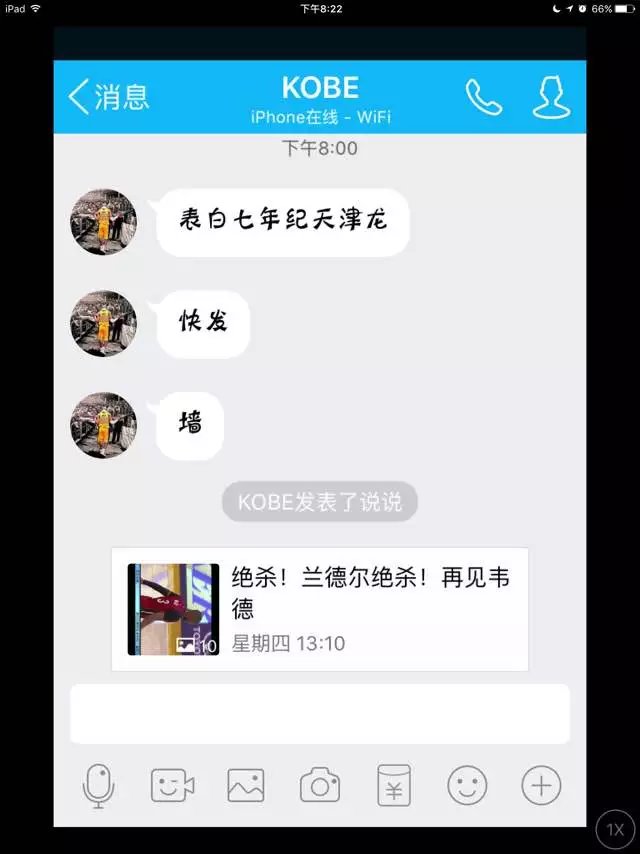 iPad 下午8:22 66%
消息 KOBE
iPhone在线 - WiFi
下午8:00
表白七年纪天津龙
快发
墙
KOBE发表了说说
绝杀！兰德尔绝杀！再见韦
德
10
星期四 13:10
1X